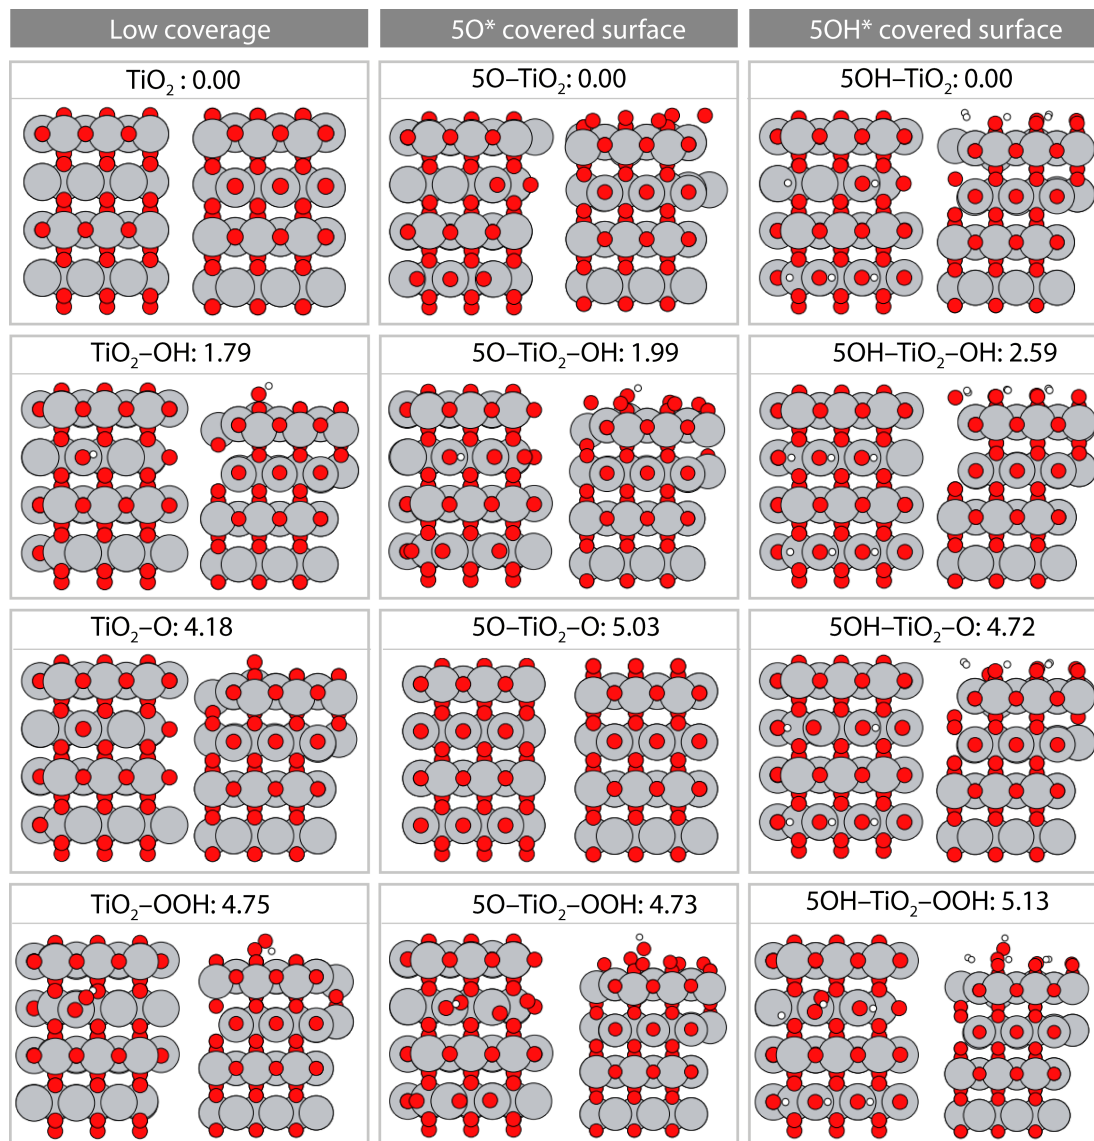 Low coverage
5O* covered surface
5OH* covered surface
TiO₂ : 0.00
5O–TiO₂: 0.00
5OH–TiO₂: 0.00
TiO₂–OH: 1.79
5O–TiO₂–OH: 1.99
5OH–TiO₂–OH: 2.59
TiO₂–O: 4.18
5O–TiO₂–O: 5.03
5OH–TiO₂–O: 4.72
TiO₂–OOH: 4.75
5O–TiO₂–OOH: 4.73
5OH–TiO₂–OOH: 5.13